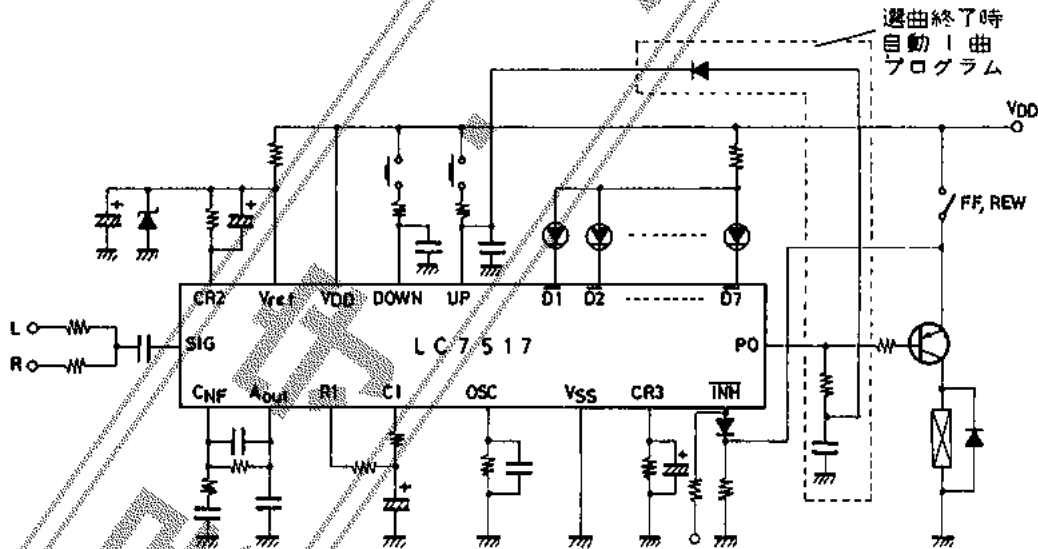 選曲終了時
自動1曲
プログラム
VDD
FF, REW
CR2 Vref VDD DOWN UP D1 D2 D7
L
R
SIG
LC7517
PO
CNF Aout R1 C1 OSC VSS CR3 INH